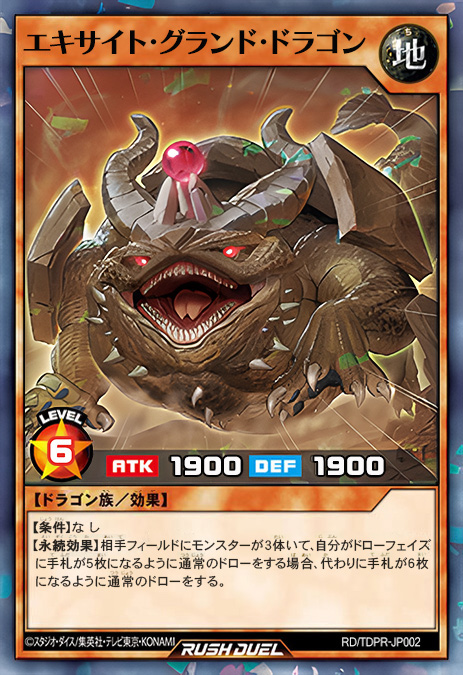 エキサイト・グランド・ドラゴン
地
LEVEL
6
ATK 1900 DEF 1900
【ドラゴン族／効果】
【条件】なし
【永続効果】相手フィールドにモンスターが3体いて、自分がドローフェイズ
に手札が5枚になるように通常のドローをする場合、代わりに手札が6枚
になるように通常のドローをする。
©スタジオ・ダイス/集英社・テレビ東京・KONAMI
RUSH DUEL
RD/TDPR-JP002